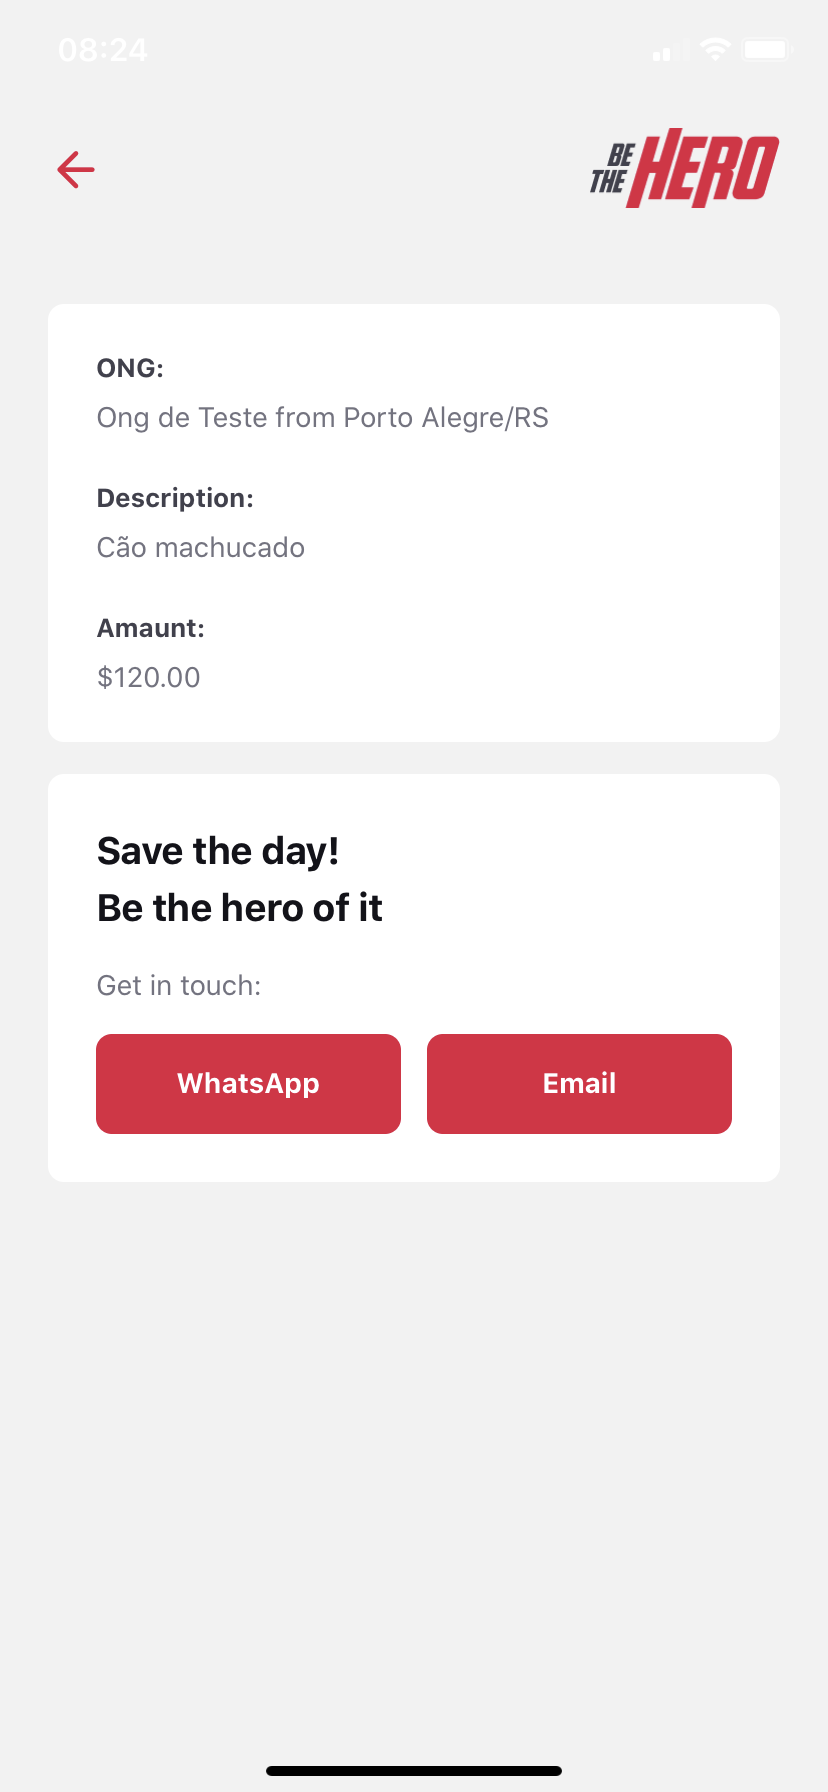 08:24
BE
THE
HERO
ONG:
Ong de Teste from Porto Alegre/RS
Description:
Cão machucado
Amaunt:
$120.00
Save the day!
Be the hero of it
Get in touch:
WhatsApp
Email